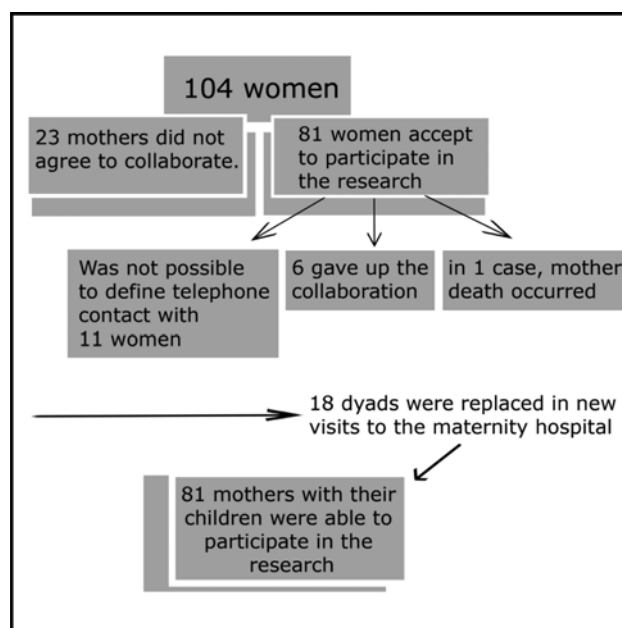 104 women
23 mothers did not
agree to collaborate.
81 women accept
to participate in
the research
Was not possible
to define telephone
contact with
11 women
6 gave up the
collaboration
in 1 case, mother
death occurred
18 dyads were replaced in new
visits to the maternity hospital
81 mothers with their
children were able to
participate in the
research